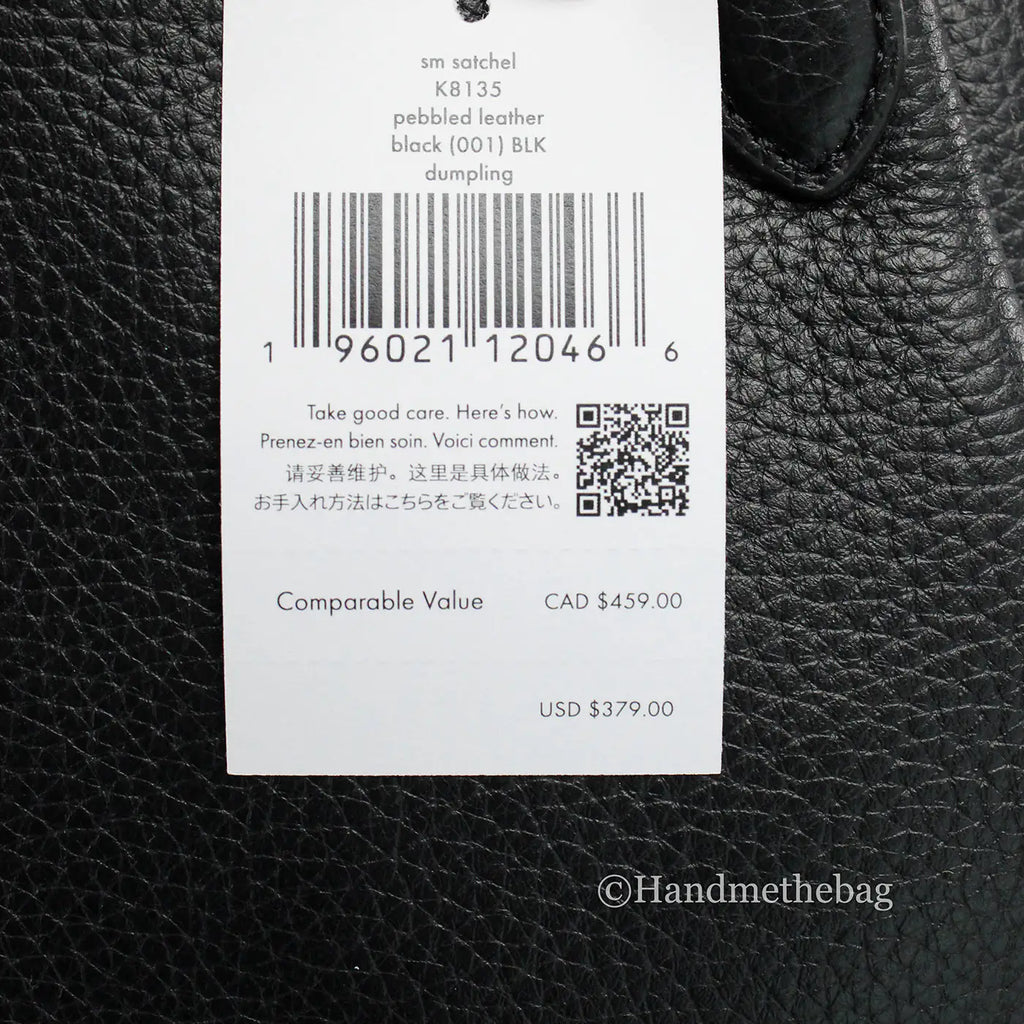 sm satchel
K8135
pebbled leather
black (001) BLK
dumpling
1 96021 12046 6
Take good care. Here's how.
Prenez-en bien soin. Voici comment.
请妥善维护。这里是具体做法。
お手入れ方法はこちらをご覧ください。
Comparable Value CAD $459.00
USD $379.00
©Handmethebag